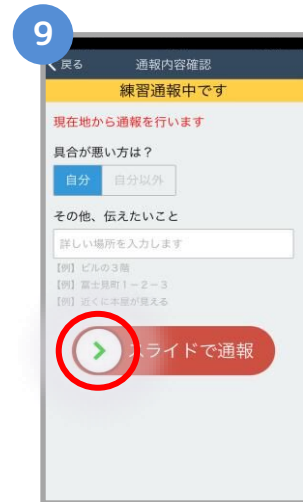 9
戻る
通報内容確認
練習通報中です
現在地から通報を行います
具合が悪い方は？
自分
自分以外
その他、伝えたいこと
詳しい場所を入力します
【例】ビルの3階
【例】富士見町1－2－3
【例】近くに本屋が見える
スライドで通報